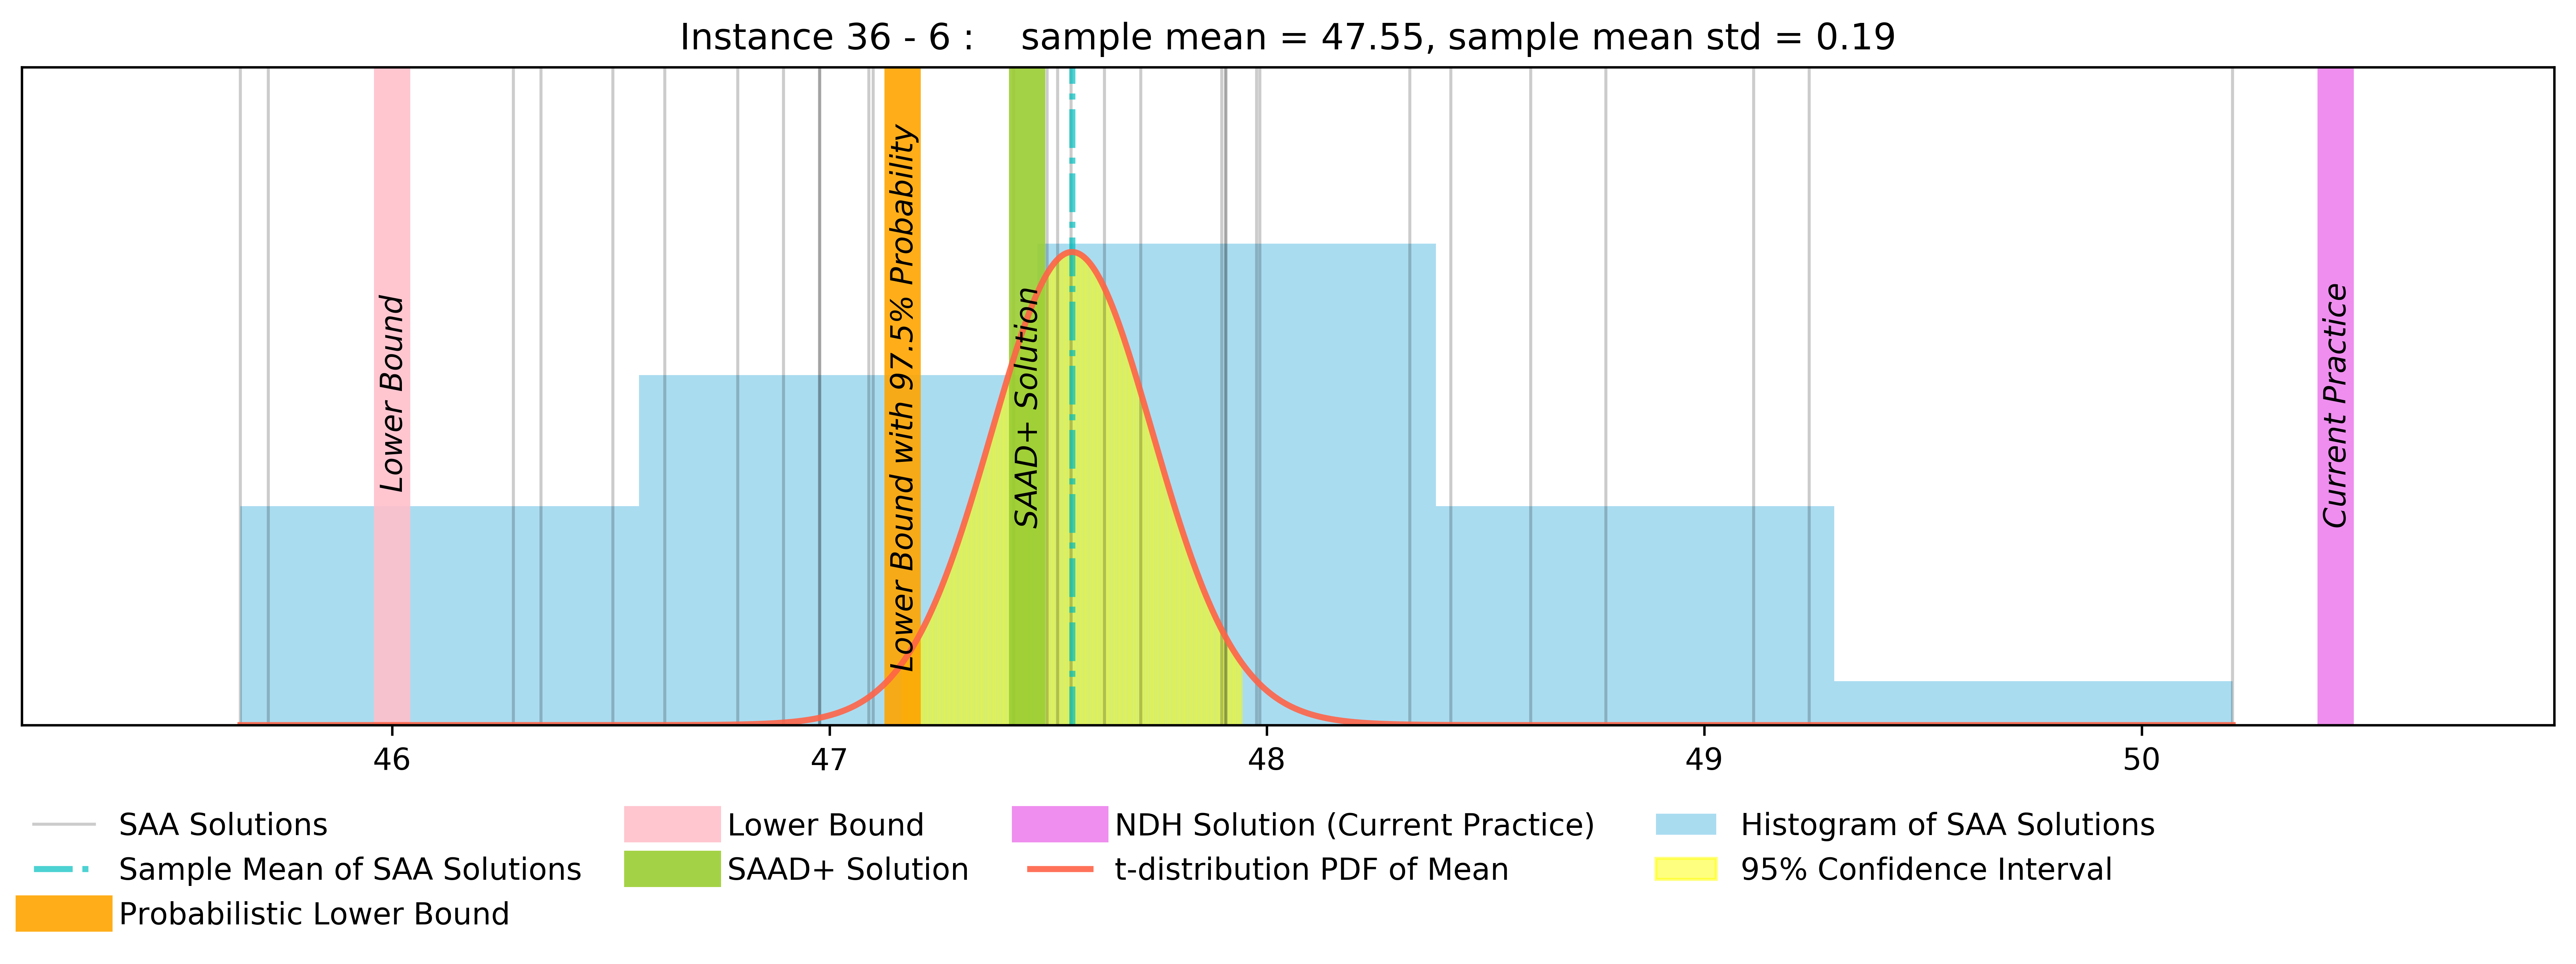 Instance 36 - 6 :    sample mean = 47.55, sample mean std = 0.19
Lower Bound
Lower Bound with 97.5% Probability
SAAD+ Solution
Current Practice
46 47 48 49 50
SAA Solutions
Sample Mean of SAA Solutions
Probabilistic Lower Bound
Lower Bound
SAAD+ Solution
NDH Solution (Current Practice)
t-distribution PDF of Mean
Histogram of SAA Solutions
95% Confidence Interval